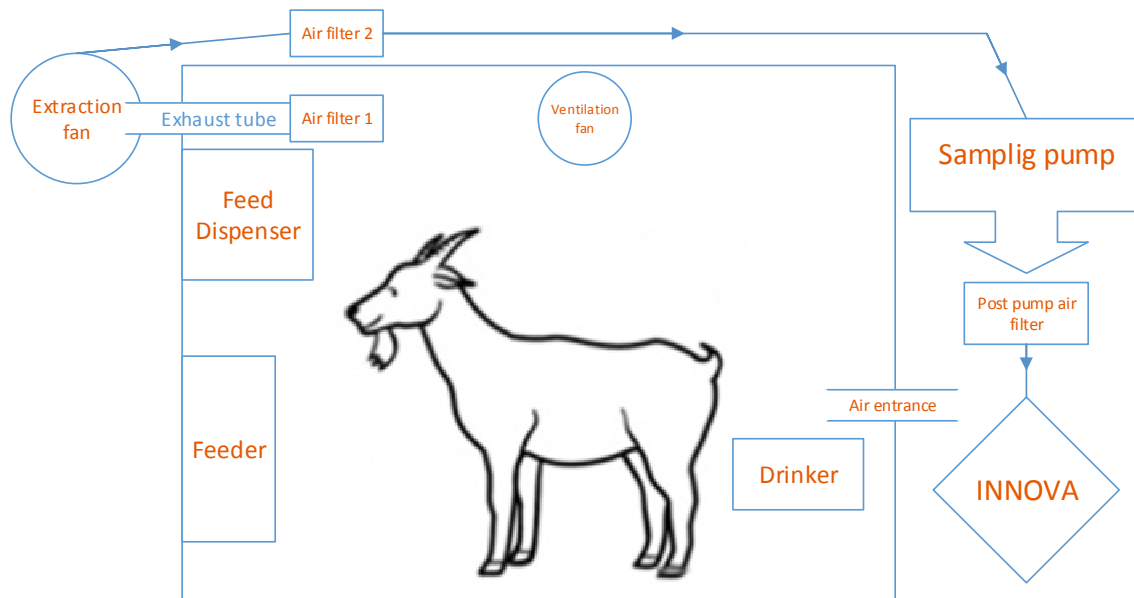 Air filter 2
Extraction
fan
Exhaust tube
Air filter 1
Ventilation
fan
Samplig pump
Feed
Dispenser
Post pump air
filter
Air entrance
Feeder
Drinker
INNOVA